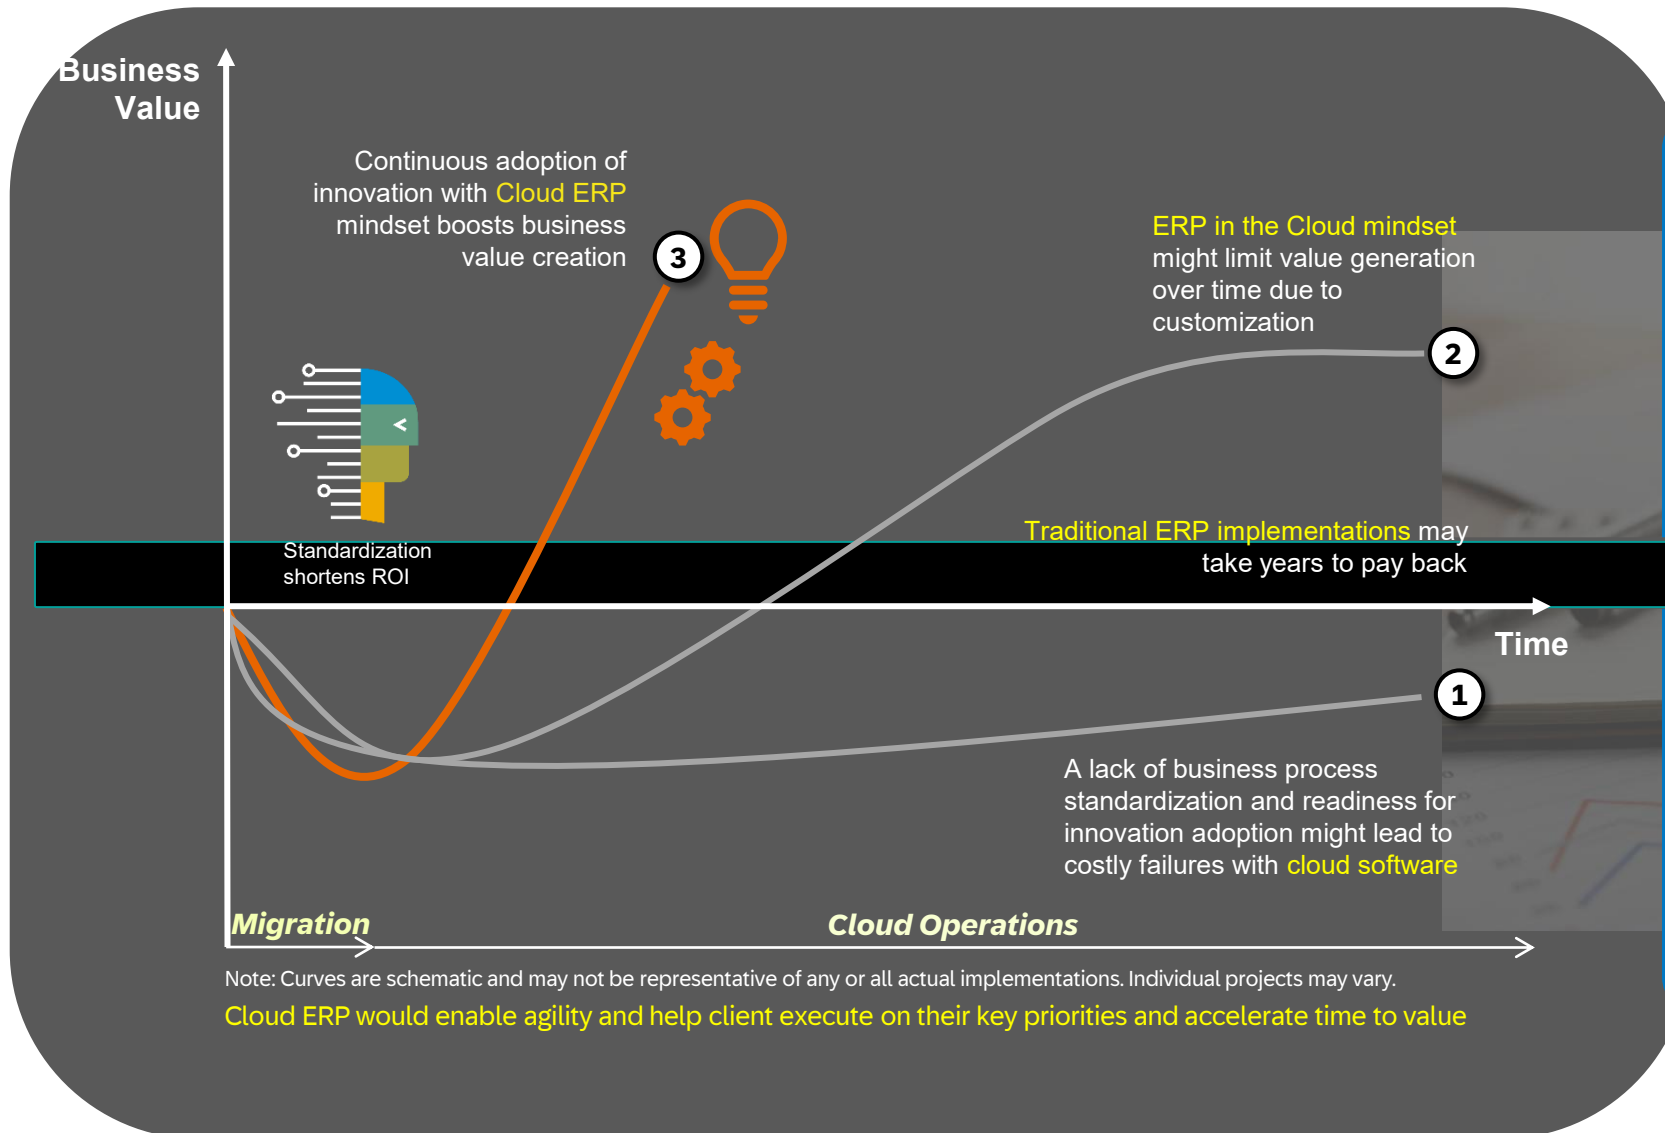 Business
Value
Continuous adoption of
innovation with Cloud ERP
mindset boosts business
value creation
3
ERP in the Cloud mindset
might limit value generation
over time due to
customization
2
Standardization
shortens ROI
Traditional ERP implementations may
take years to pay back
Time
1
A lack of business process
standardization and readiness for
innovation adoption might lead to
costly failures with cloud software
Migration
Cloud Operations
Note: Curves are schematic and may not be representative of any or all actual implementations. Individual projects may vary.
Cloud ERP would enable agility and help client execute on their key priorities and accelerate time to value